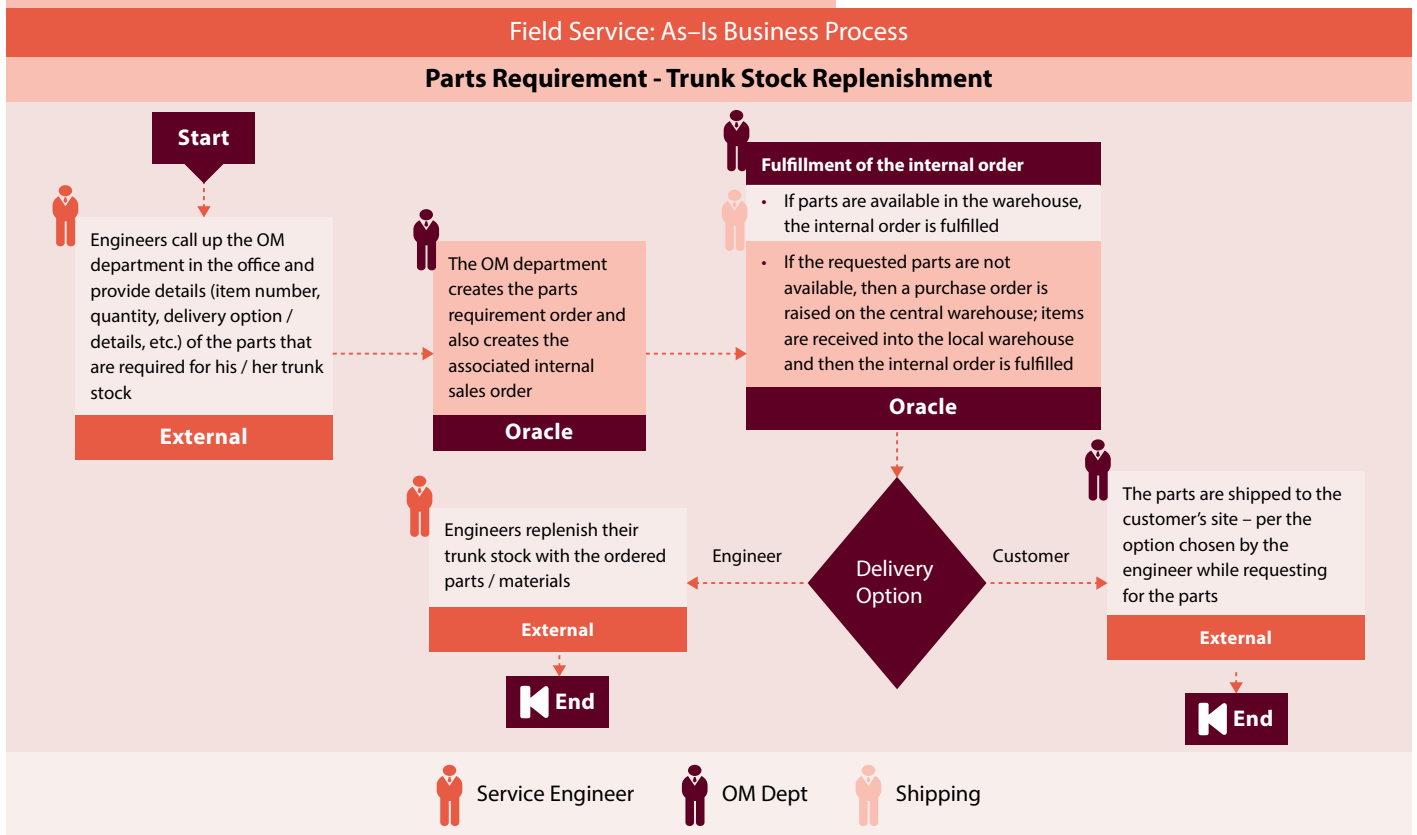 Field Service: As–Is Business Process
Parts Requirement - Trunk Stock Replenishment
Start
Engineers call up the OM
department in the office and
provide details (item number,
quantity, delivery option /
details, etc.) of the parts that
are required for his / her trunk
stock
External
The OM department
creates the parts
requirement order and
also creates the
associated internal
sales order
Oracle
Fulfillment of the internal order
• If parts are available in the warehouse,
the internal order is fulfilled
• If the requested parts are not
available, then a purchase order is
raised on the central warehouse; items
are received into the local warehouse
and then the internal order is fulfilled
Oracle
Delivery
Option
Engineer
Customer
Engineers replenish their
trunk stock with the ordered
parts / materials
External
End
The parts are shipped to the
customer's site – per the
option chosen by the
engineer while requesting
for the parts
External
End
Service Engineer
OM Dept
Shipping